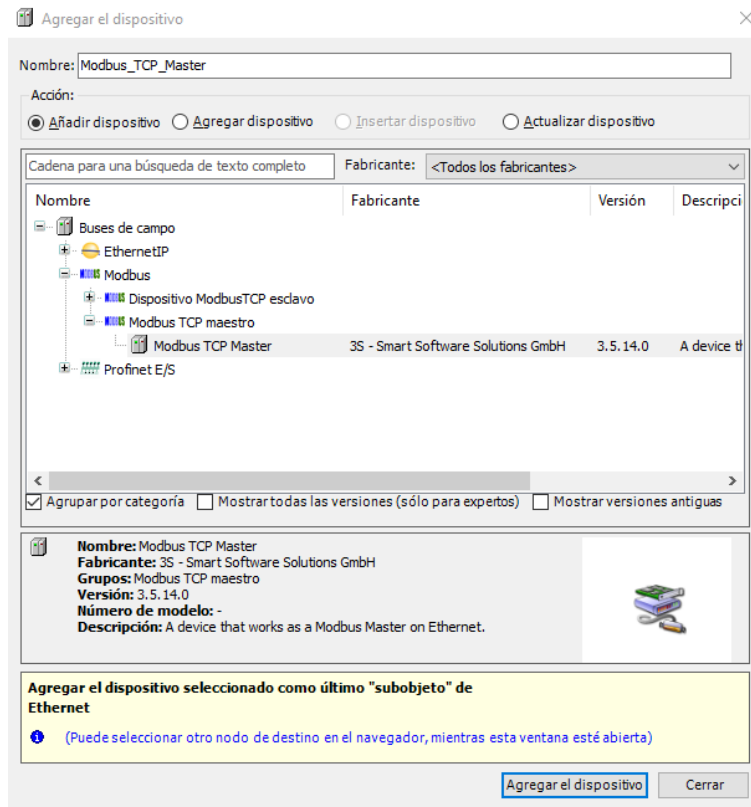 Agregar el dispositivo
Nombre: Modbus_TCP_Master
Acción:
Añadir dispositivo Agregar dispositivo Insertar dispositivo Actualizar dispositivo
Cadena para una búsqueda de texto completo Fabricante: <Todos los fabricantes>
Nombre Fabricante Versión Descripci
Buses de campo
EthernetIP
MODBUS Modbus
MODBUS Dispositivo ModbusTCP esclavo
MODBUS Modbus TCP maestro
Modbus TCP Master 3S - Smart Software Solutions GmbH 3.5.14.0 A device th
Profinet E/S
Agrupar por categoría Mostrar todas las versiones (sólo para expertos) Mostrar versiones antiguas
Nombre: Modbus TCP Master
Fabricante: 3S - Smart Software Solutions GmbH
Grupos: Modbus TCP maestro
Versión: 3.5.14.0
Número de modelo: -
Descripción: A device that works as a Modbus Master on Ethernet.
Agregar el dispositivo seleccionado como último "subobjeto" de
Ethernet
(Puede seleccionar otro nodo de destino en el navegador, mientras esta ventana esté abierta)
Agregar el dispositivo Cerrar